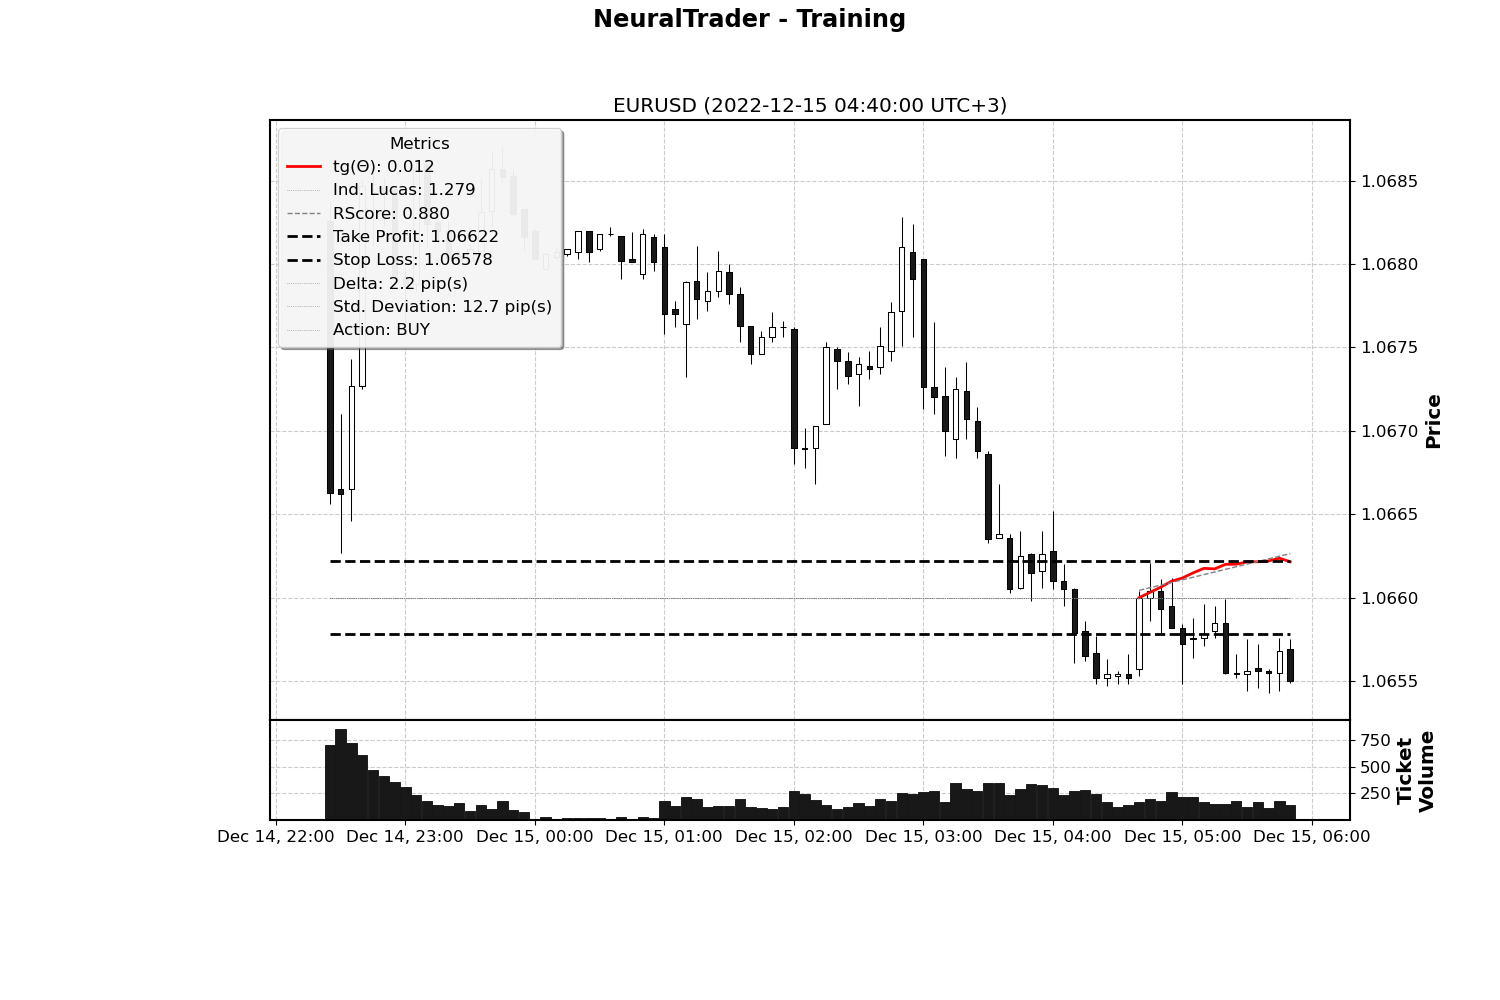 NeuralTrader - Training
EURUSD (2022-12-15 04:40:00 UTC+3)
Metrics
tg(Θ): 0.012
Ind. Lucas: 1.279
RScore: 0.880
Take Profit: 1.06622
Stop Loss: 1.06578
Delta: 2.2 pip(s)
Std. Deviation: 12.7 pip(s)
Action: BUY
1.0685
1.0680
1.0675
1.0670
1.0665
1.0660
1.0655
Price
750
500
250
Ticket
Volume
Dec 14, 22:00
Dec 14, 23:00
Dec 15, 00:00
Dec 15, 01:00
Dec 15, 02:00
Dec 15, 03:00
Dec 15, 04:00
Dec 15, 05:00
Dec 15, 06:00